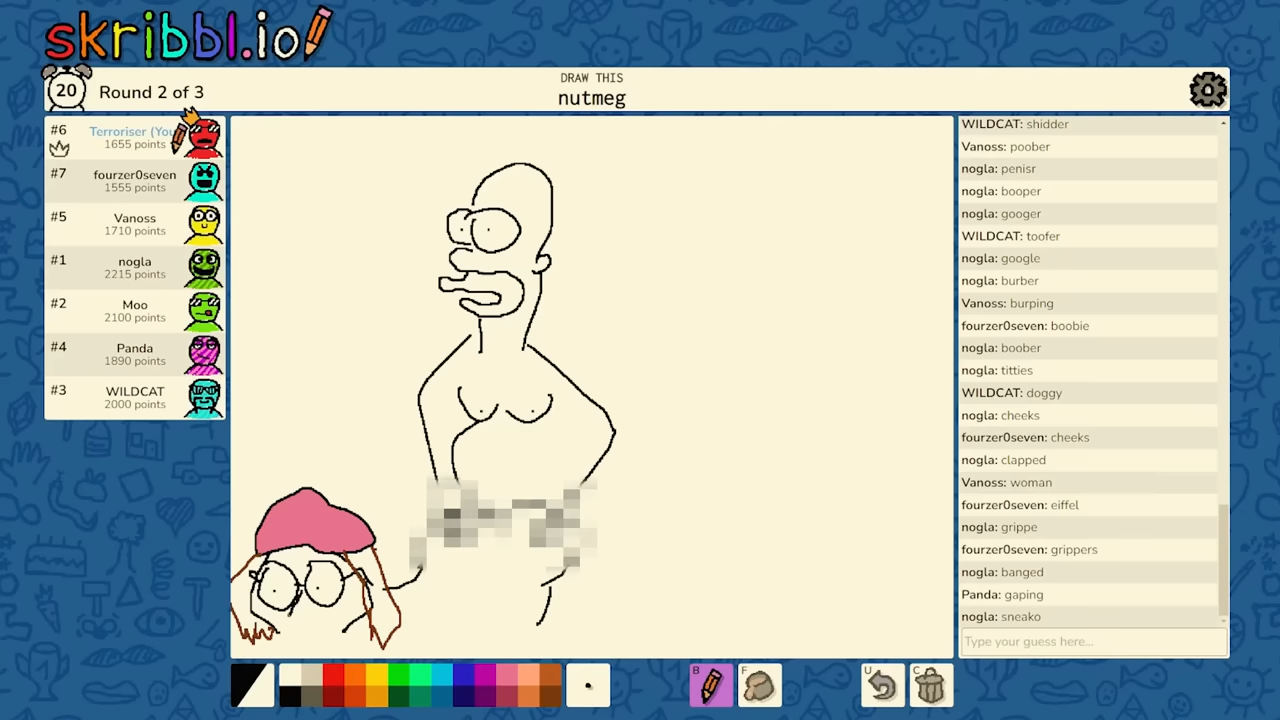 skribbl.io
20
Round 2 of 3
DRAW THIS
nutmeg
#6
Terroriser (You
1655 points
#7
fourzer0seven
1555 points
#5
Vanoss
1710 points
#1
nogla
2215 points
#2
Moo
2100 points
#4
Panda
1890 points
#3
WILDCAT
2000 points
WILDCAT: shidder
Vanoss: poober
nogla: penisr
nogla: booper
nogla: googer
WILDCAT: toofer
nogla: google
nogla: burber
Vanoss: burping
fourzer0seven: boobie
nogla: boober
nogla: titties
WILDCAT: doggy
nogla: cheeks
fourzer0seven: cheeks
nogla: clapped
Vanoss: woman
fourzer0seven: eiffel
nogla: grippe
fourzer0seven: grippers
nogla: banged
Panda: gaping
nogla: sneako
Type your guess here...
B
F
U
C